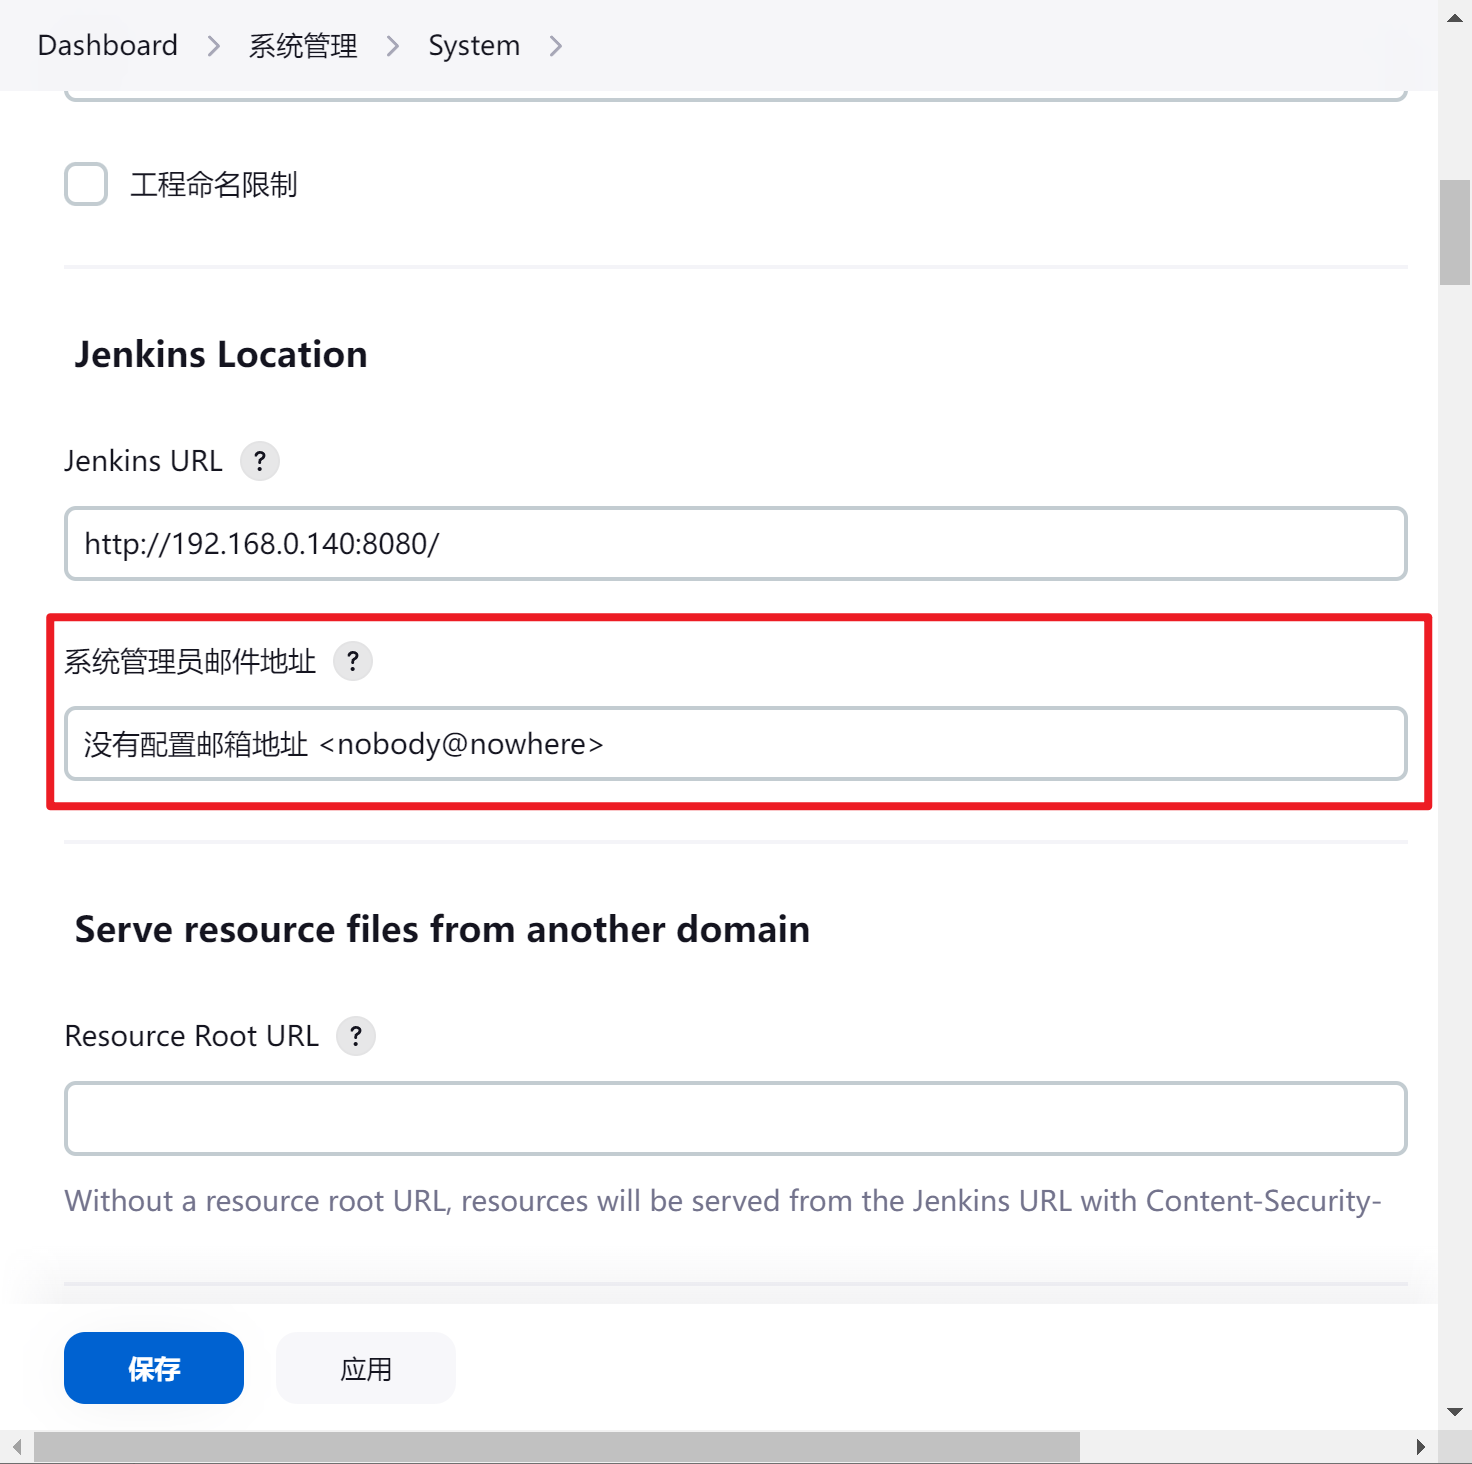 Dashboard > 系统管理 > System >
工程命名限制
Jenkins Location
Jenkins URL ?
http://192.168.0.140:8080/
系统管理员邮件地址 ?
没有配置邮箱地址 <nobody@nowhere>
Serve resource files from another domain
Resource Root URL ?
Without a resource root URL, resources will be served from the Jenkins URL with Content-Security-
保存 应用